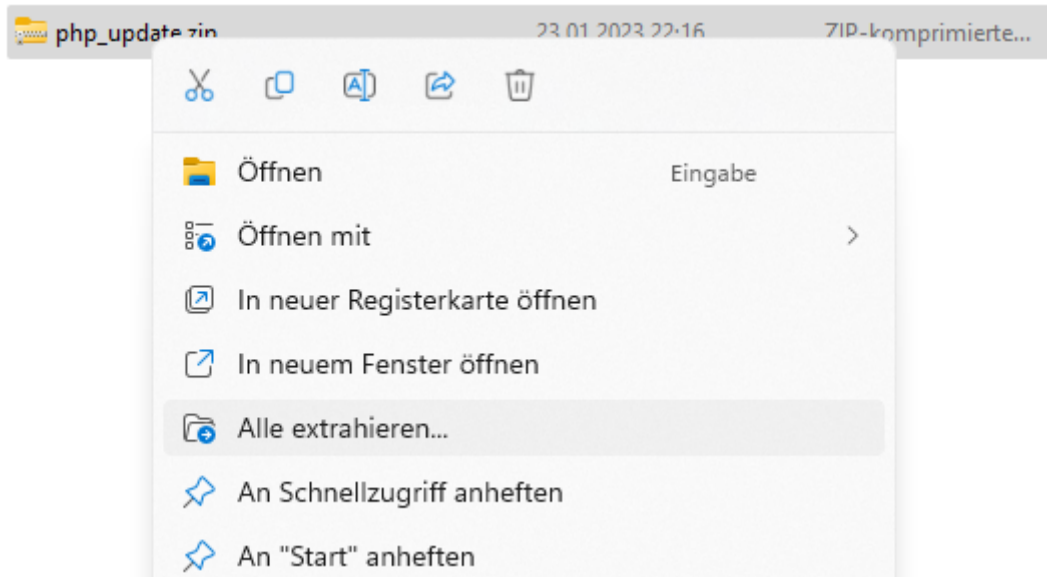 php_update.zip 23.01.2023 22:16 ZIP-komprimierte...
A
Öffnen Eingabe
Öffnen mit
In neuer Registerkarte öffnen
In neuem Fenster öffnen
Alle extrahieren...
An Schnellzugriff anheften
An "Start" anheften